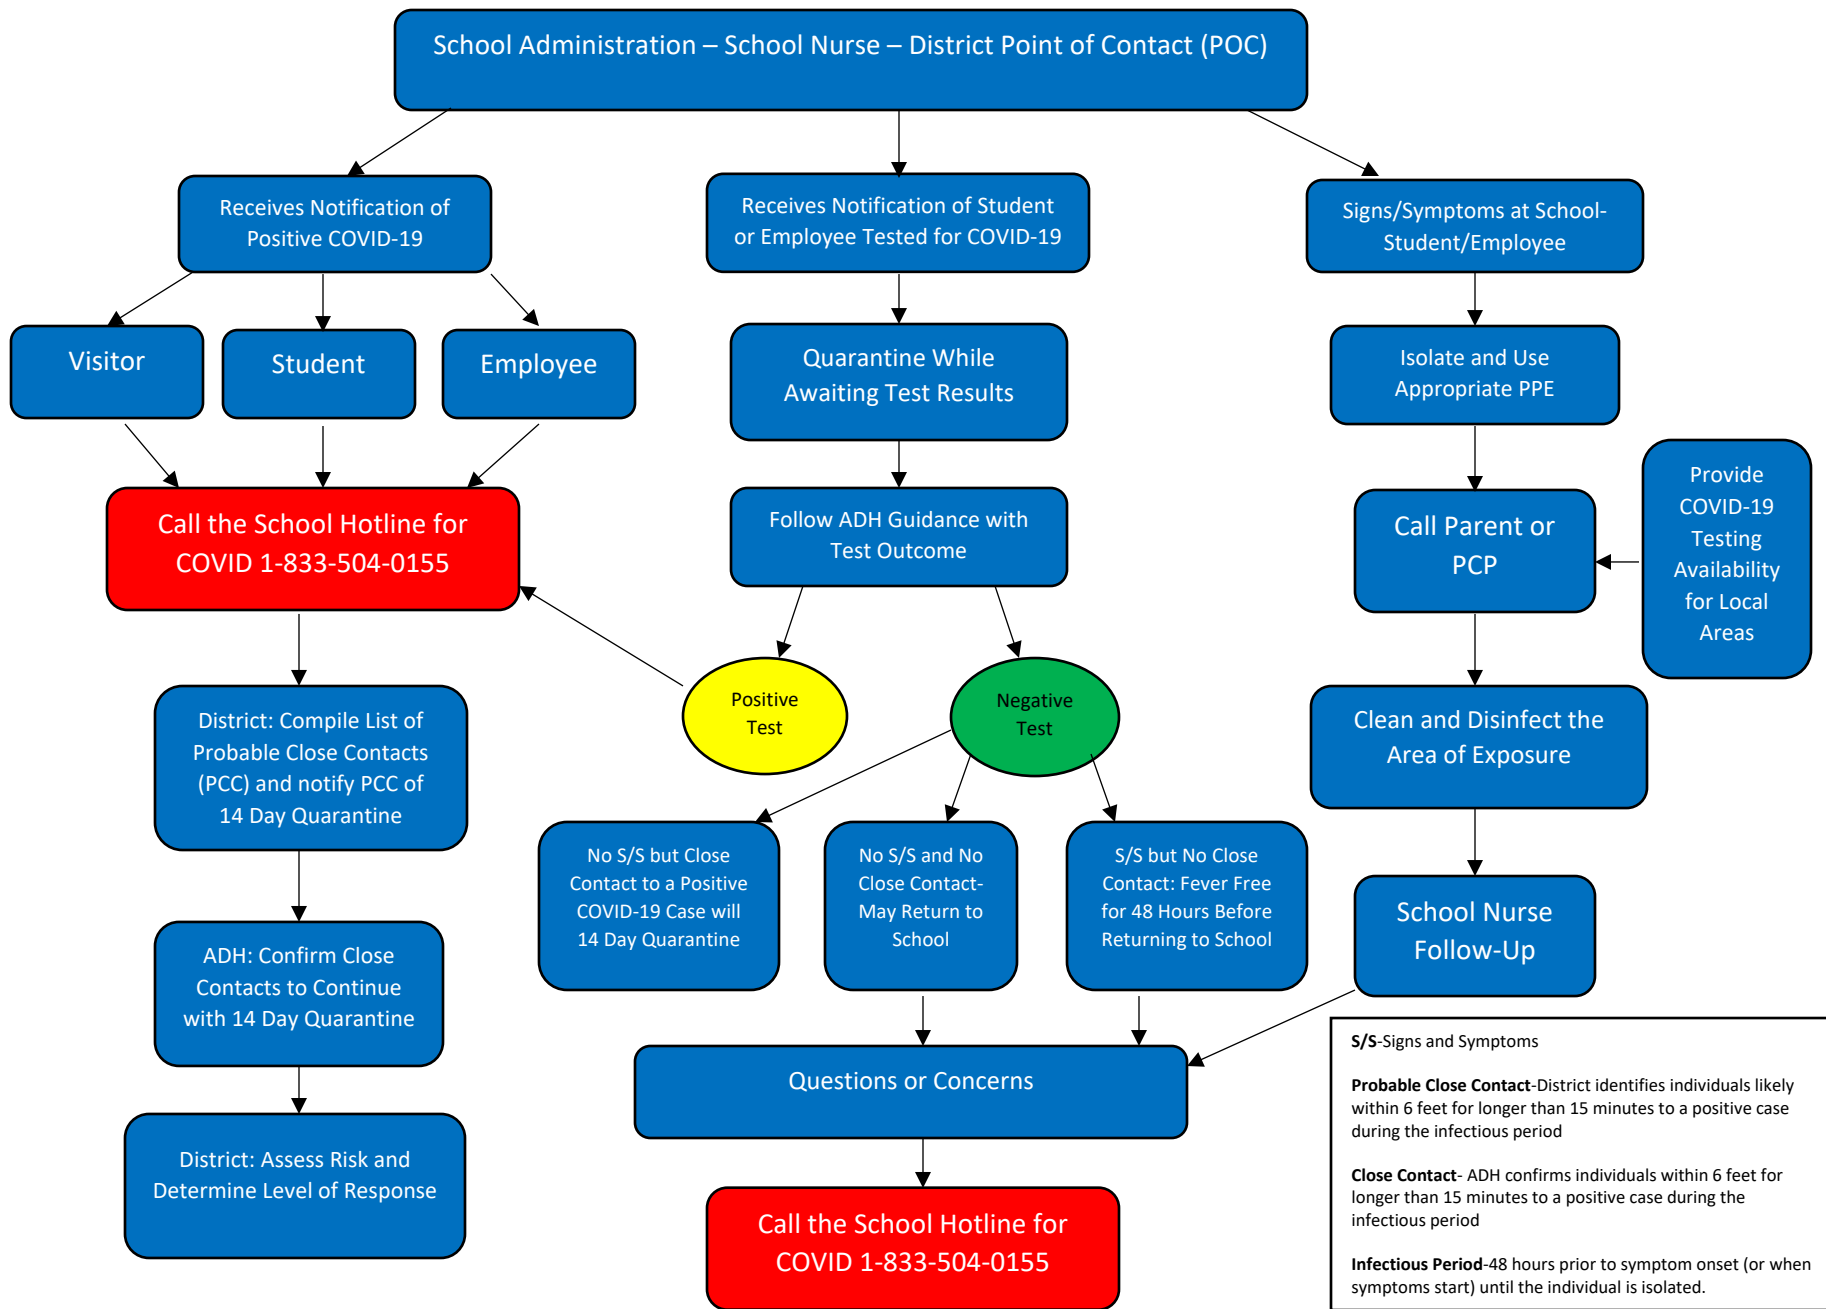 School Administration – School Nurse – District Point of Contact (POC)
Receives Notification of
Positive COVID-19
Receives Notification of Student
or Employee Tested for COVID-19
Signs/Symptoms at School-
Student/Employee
Visitor
Student
Employee
Quarantine While
Awaiting Test Results
Isolate and Use
Appropriate PPE
Call the School Hotline for
COVID 1-833-504-0155
Follow ADH Guidance with
Test Outcome
Call Parent or
PCP
Provide
COVID-19
Testing
Availability
for Local
Areas
Positive
Test
Negative
Test
District: Compile List of
Probable Close Contacts
(PCC) and notify PCC of
14 Day Quarantine
Clean and Disinfect the
Area of Exposure
No S/S but Close
Contact to a Positive
COVID-19 Case will
14 Day Quarantine
No S/S and No
Close Contact-
May Return to
School
S/S but No Close
Contact: Fever Free
for 48 Hours Before
Returning to School
School Nurse
Follow-Up
ADH: Confirm Close
Contacts to Continue
with 14 Day Quarantine
Questions or Concerns
District: Assess Risk and
Determine Level of Response
Call the School Hotline for
COVID 1-833-504-0155
S/S-Signs and Symptoms
Probable Close Contact-District identifies individuals likely
within 6 feet for longer than 15 minutes to a positive case
during the infectious period
Close Contact- ADH confirms individuals within 6 feet for
longer than 15 minutes to a positive case during the
infectious period
Infectious Period-48 hours prior to symptom onset (or when
symptoms start) until the individual is isolated.